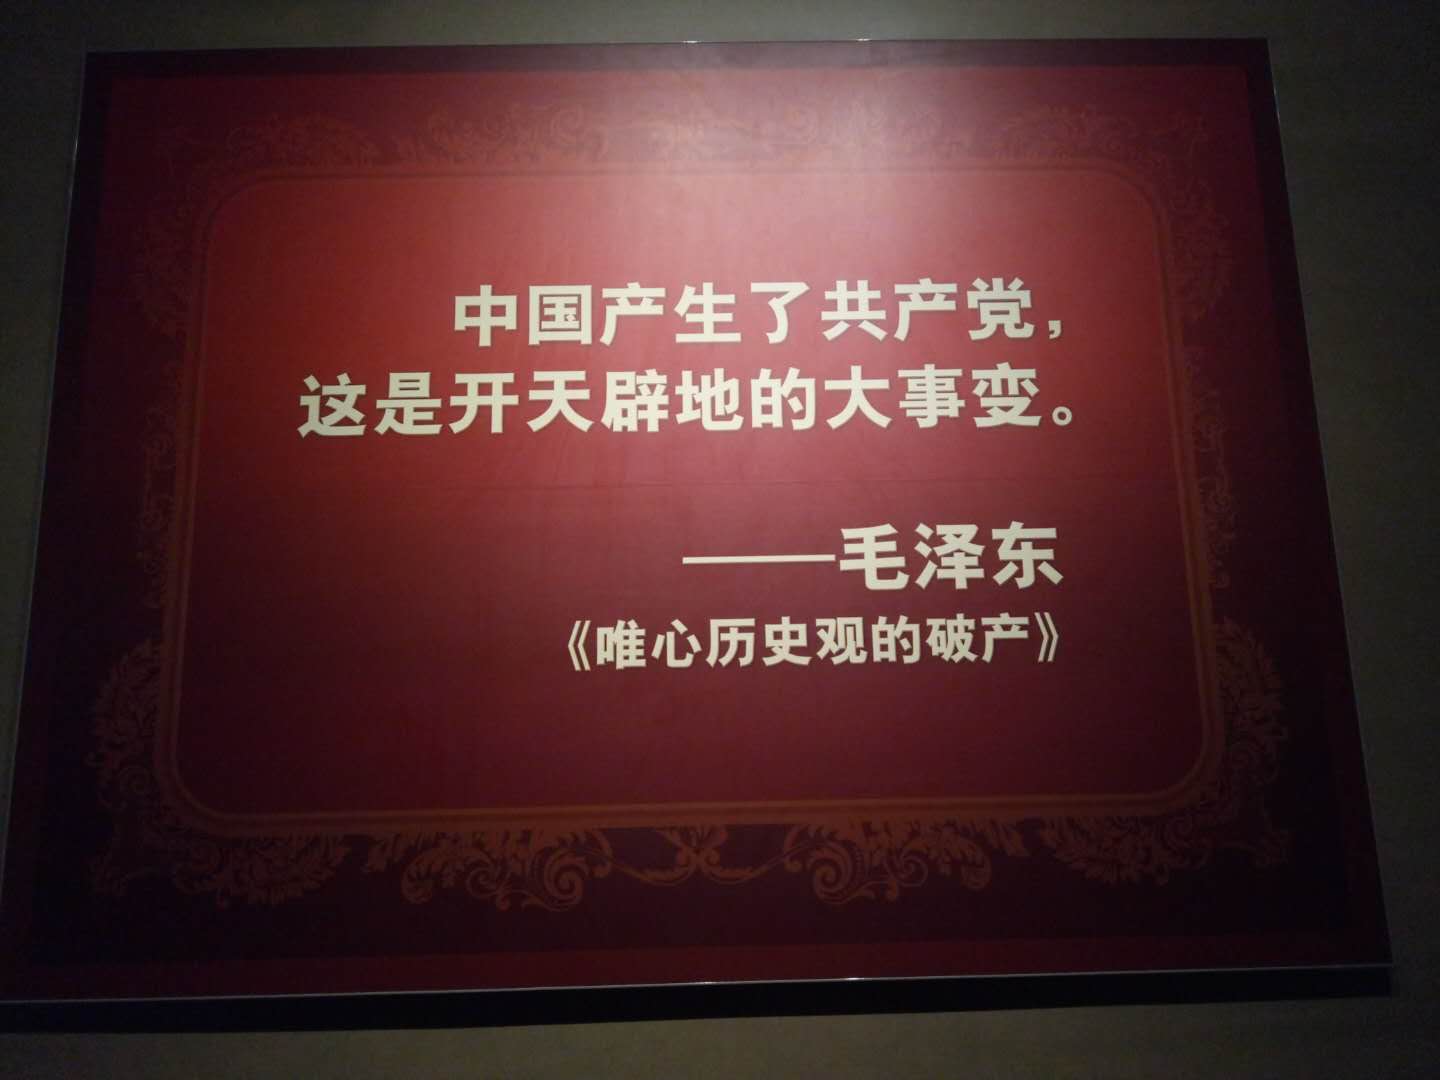 中国产生了共产党，
这是开天辟地的大事变。
——毛泽东
《唯心历史观的破产》